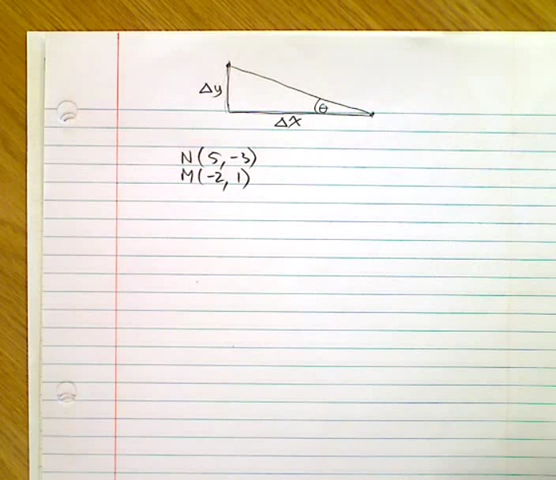 Δy
θ
Δx
N(5,-3)
M(-2, 1)